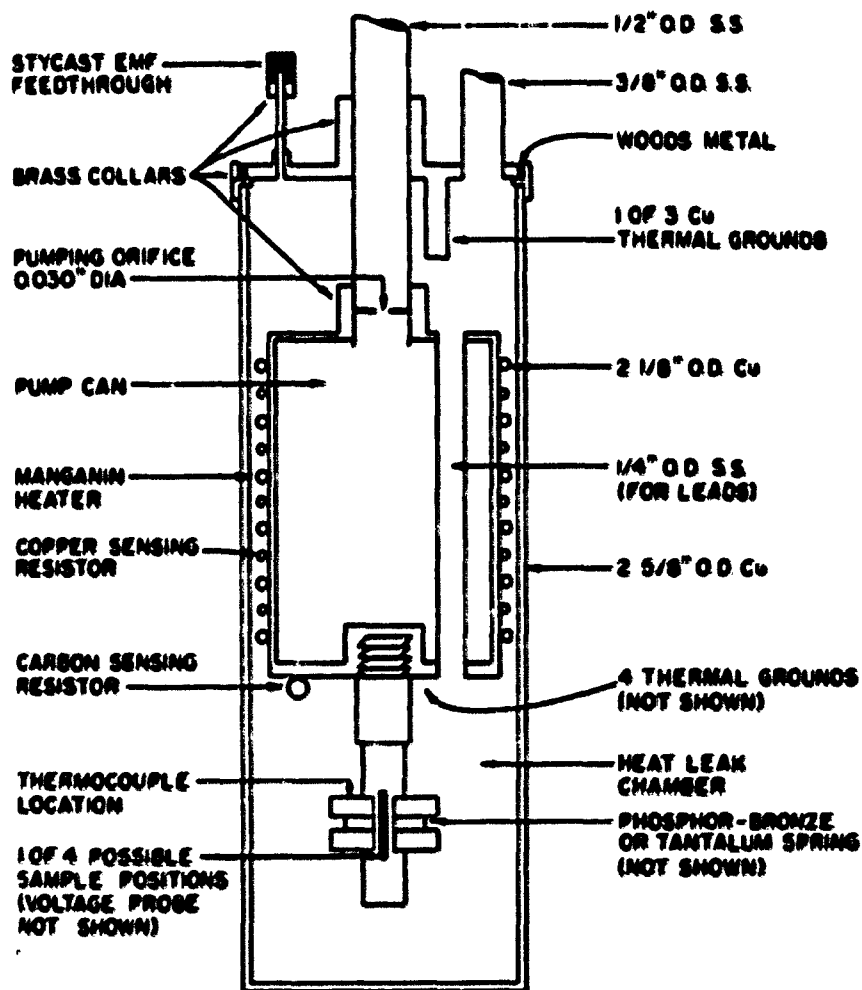 STYCAST EMF
FEEDTHROUGH
BRASS COLLARS
PUMPING ORIFICE
0.030" DIA
PUMP CAN
MANGANIN
HEATER
COPPER SENSING
RESISTOR
CARBON SENSING
RESISTOR
THERMOCOUPLE
LOCATION
1 OF 4 POSSIBLE
SAMPLE POSITIONS
(VOLTAGE PROBE
NOT SHOWN)
1/2" O.D. S.S.
3/8" O.D. S.S.
WOODS METAL
1 OF 3 Cu
THERMAL GROUNDS
2 1/8" O.D. Cu
1/4" O.D. S.S.
(FOR LEADS)
2 5/8" O.D. Cu
4 THERMAL GROUNDS
(NOT SHOWN)
HEAT LEAK
CHAMBER
PHOSPHOR-BRONZE
OR TANTALUM SPRING
(NOT SHOWN)